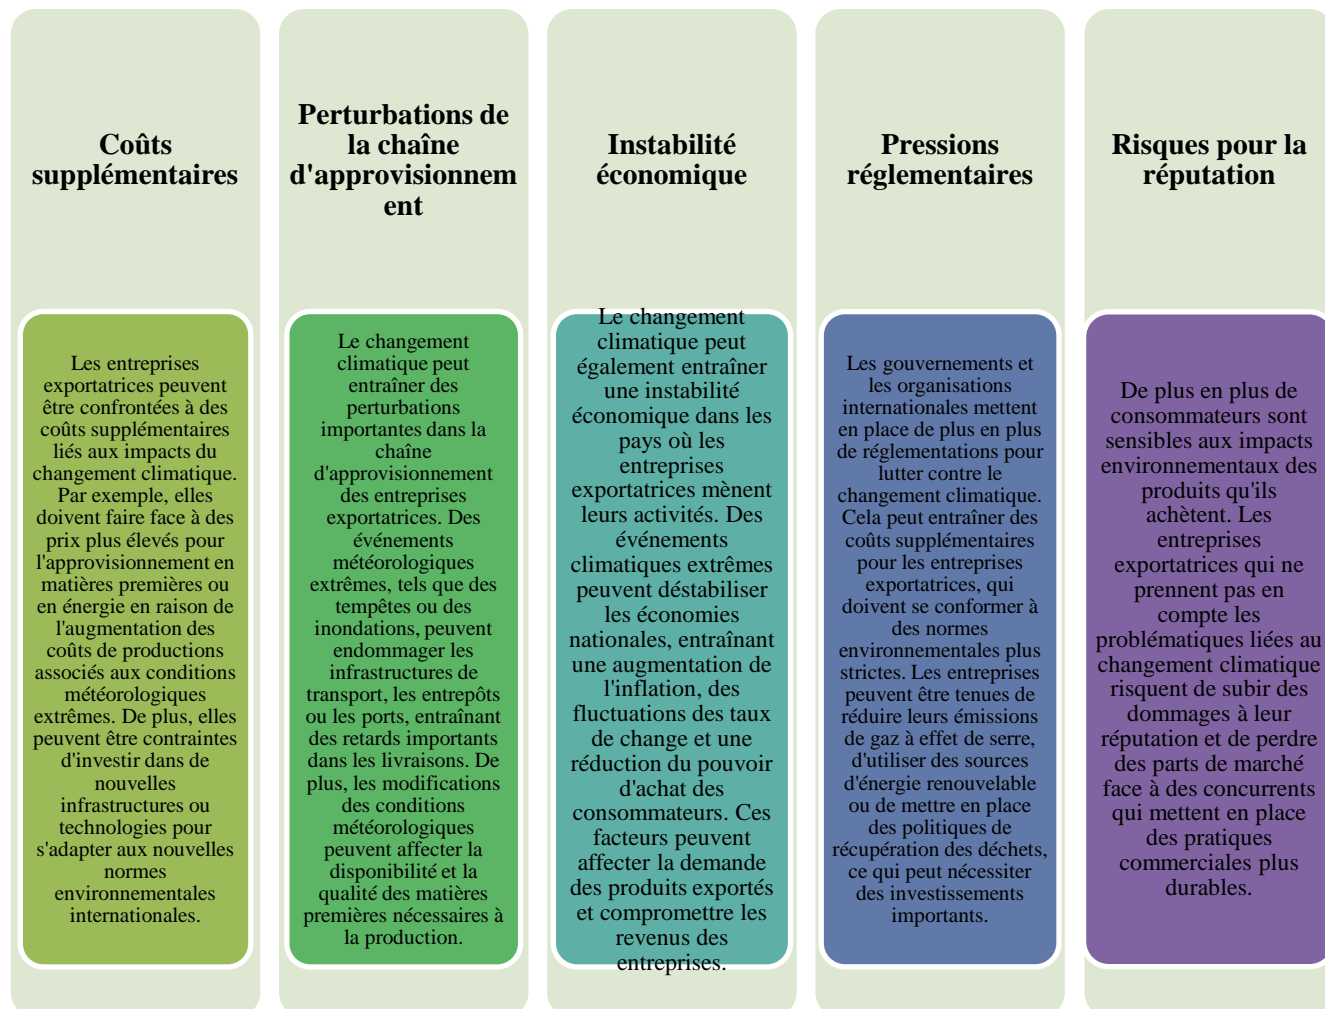 Coûts
supplémentaires
Les entreprises
exportatrices peuvent
être confrontées à des
coûts supplémentaires
liés aux impacts du
changement climatique.
Par exemple, elles
doivent faire face à des
prix plus élevés pour
l'approvisionnement en
matières premières ou
en énergie en raison de
l'augmentation des
coûts de productions
associés aux conditions
météorologiques
extrêmes. De plus, elles
peuvent être contraintes
d'investir dans de
nouvelles
infrastructures ou
technologies pour
s'adapter aux nouvelles
normes
environnementales
internationales.
Perturbations de
la chaîne
d'approvisionnem
ent
Le changement
climatique peut
entraîner des
perturbations
importantes dans la
chaîne
d'approvisionnement
des entreprises
exportatrices. Des
événements
météorologiques
extrêmes, tels que des
tempêtes ou des
inondations, peuvent
endommager les
infrastructures de
transport, les entrepôts
ou les ports, entraînant
des retards importants
dans les livraisons. De
plus, les modifications
des conditions
météorologiques
peuvent affecter la
disponibilité et la
qualité des matières
premières nécessaires à
la production.
Instabilité
économique
Le changement
climatique peut
également entraîner
une instabilité
économique dans les
pays où les
entreprises
exportatrices mènent
leurs activités. Des
événements
climatiques extrêmes
peuvent déstabiliser
les économies
nationales, entraînant
une augmentation de
l'inflation, des
fluctuations des taux
de change et une
réduction du pouvoir
d'achat des
consommateurs. Ces
facteurs peuvent
affecter la demande
des produits exportés
et compromettre les
revenus des
entreprises.
Pressions
réglementaires
Les gouvernements et
les organisations
internationales mettent
en place de plus en plus
de réglementations pour
lutter contre le
changement climatique.
Cela peut entraîner des
coûts supplémentaires
pour les entreprises
exportatrices, qui
doivent se conformer à
des normes
environnementales plus
strictes. Les entreprises
peuvent être tenues de
réduire leurs émissions
de gaz à effet de serre,
d'utiliser des sources
d'énergie renouvelable
ou de mettre en place
des politiques de
récupération des déchets,
ce qui peut nécessiter
des investissements
importants.
Risques pour la
réputation
De plus en plus de
consommateurs sont
sensibles aux impacts
environnementaux des
produits qu'ils
achètent. Les
entreprises
exportatrices qui ne
prennent pas en
compte les
problématiques liées au
changement climatique
risquent de subir des
dommages à leur
réputation et de perdre
des parts de marché
face à des concurrents
qui mettent en place
des pratiques
commerciales plus
durables.